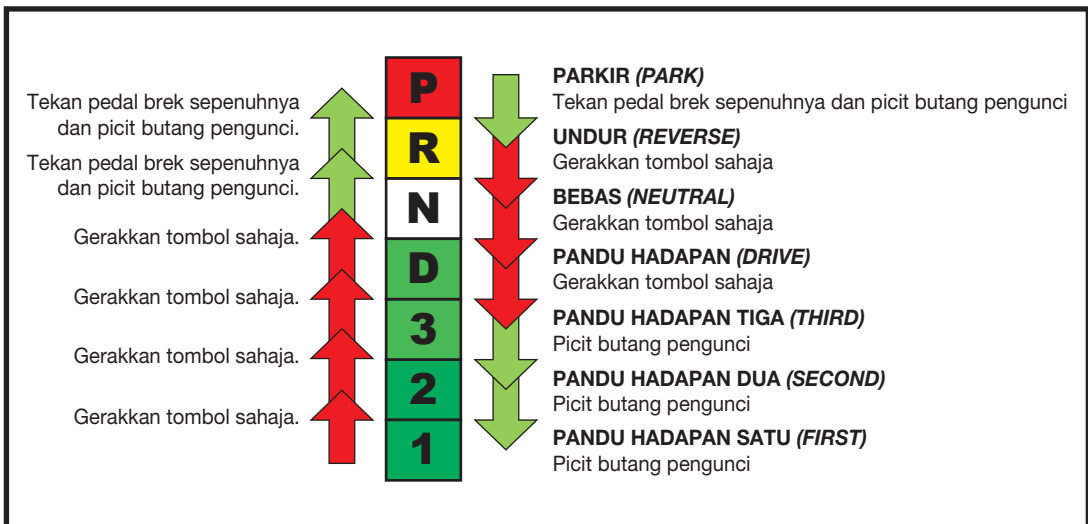 Tekan pedal brek sepenuhnya
dan picit butang pengunci.
Tekan pedal brek sepenuhnya
dan picit butang pengunci.
Gerakkan tombol sahaja.
Gerakkan tombol sahaja.
Gerakkan tombol sahaja.
Gerakkan tombol sahaja.
P
R
N
D
3
2
1
PARKIR (PARK)
Tekan pedal brek sepenuhnya dan picit butang pengunci
UNDUR (REVERSE)
Gerakkan tombol sahaja
BEBAS (NEUTRAL)
Gerakkan tombol sahaja
PANDU HADAPAN (DRIVE)
Gerakkan tombol sahaja
PANDU HADAPAN TIGA (THIRD)
Picit butang pengunci
PANDU HADAPAN DUA (SECOND)
Picit butang pengunci
PANDU HADAPAN SATU (FIRST)
Picit butang pengunci